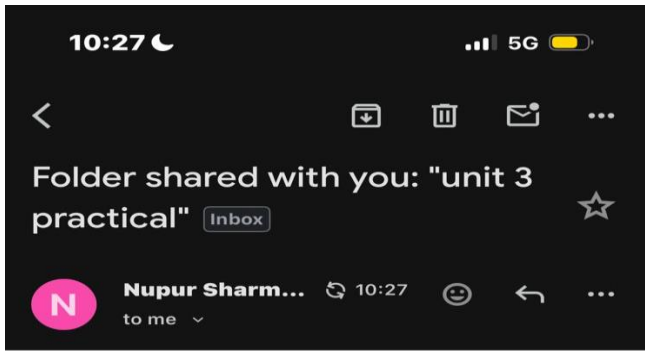 10:27 5G
Folder shared with you: "unit 3
practical" Inbox
N Nupur Sharm... 10:27
to me